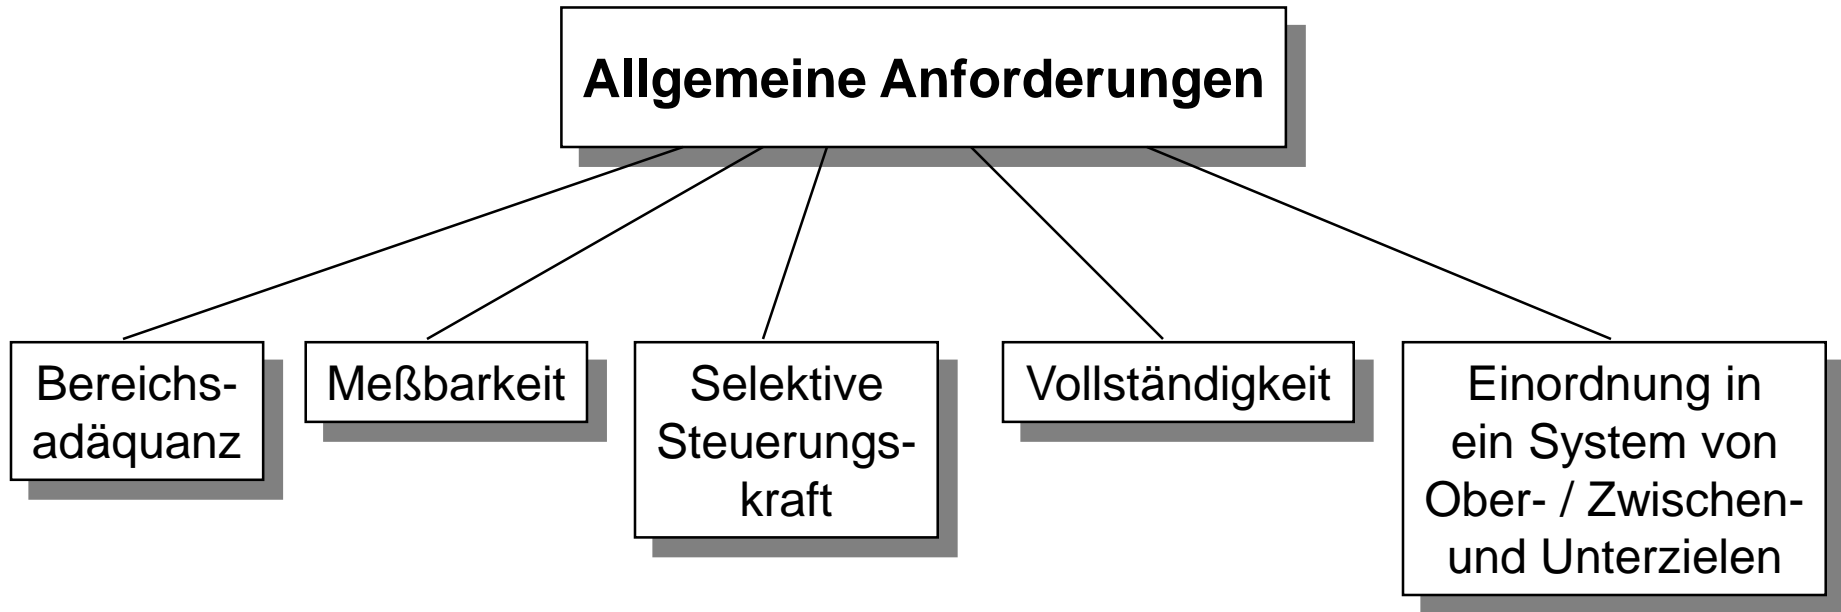 Allgemeine Anforderungen
Bereichs-
adäquanz
Meßbarkeit
Selektive
Steuerungs-
kraft
Vollständigkeit
Einordnung in
ein System von
Ober- / Zwischen-
und Unterzielen